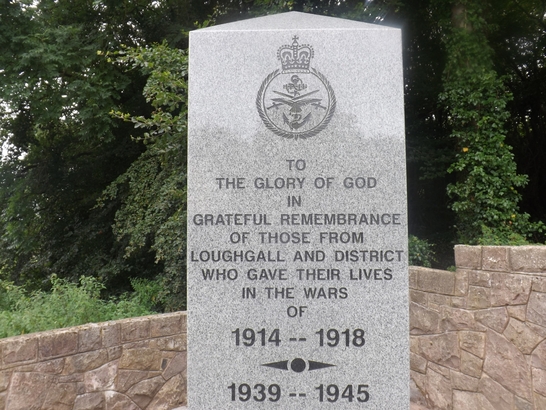 TO
THE GLORY OF GOD
IN
GRATEFUL REMEMBRANCE
OF THOSE FROM
LOUGHGALL AND DISTRICT
WHO GAVE THEIR LIVES
IN THE WARS
OF
1914 -- 1918
1939 -- 1945